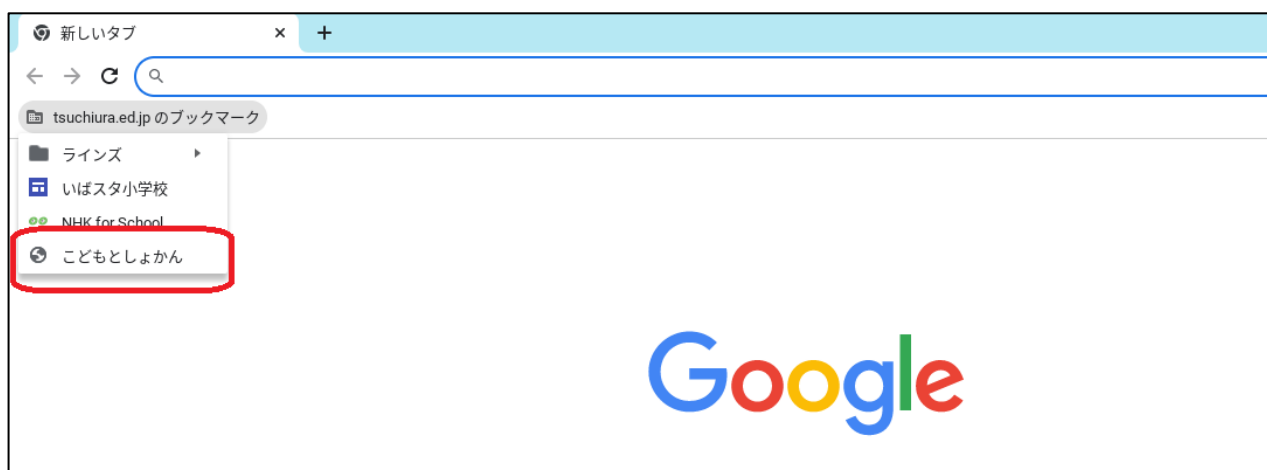 新しいタブ
tsuchiura.ed.jp のブックマーク
ラインズ
いばスタ小学校
NHK for School
こどもとしょかん
Google